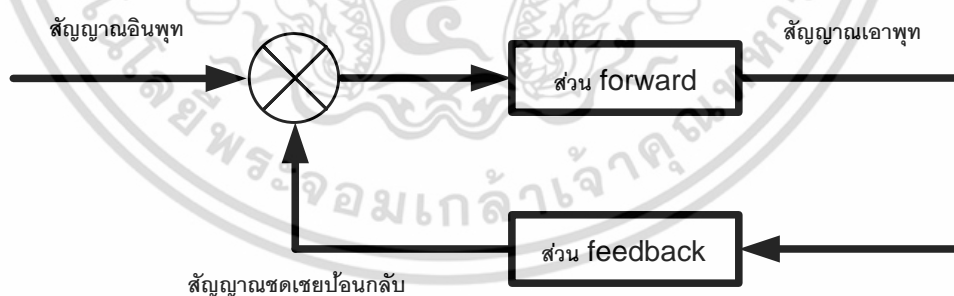 สัญญาณอินพุท
สัญญาณเอาพุท
ส่วน forward
ส่วน feedback
สัญญาณชดเชยป้อนกลับ